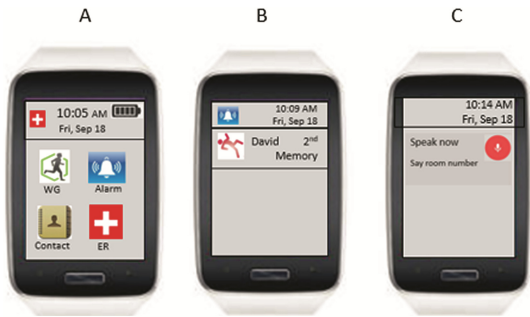 A
B
C
10:05 AM
Fri, Sep 18
WG
Alarm
Contact
ER
10:09 AM
Fri, Sep 18
David 2nd
Memory
10:14 AM
Fri, Sep 18
Speak now
Say room number